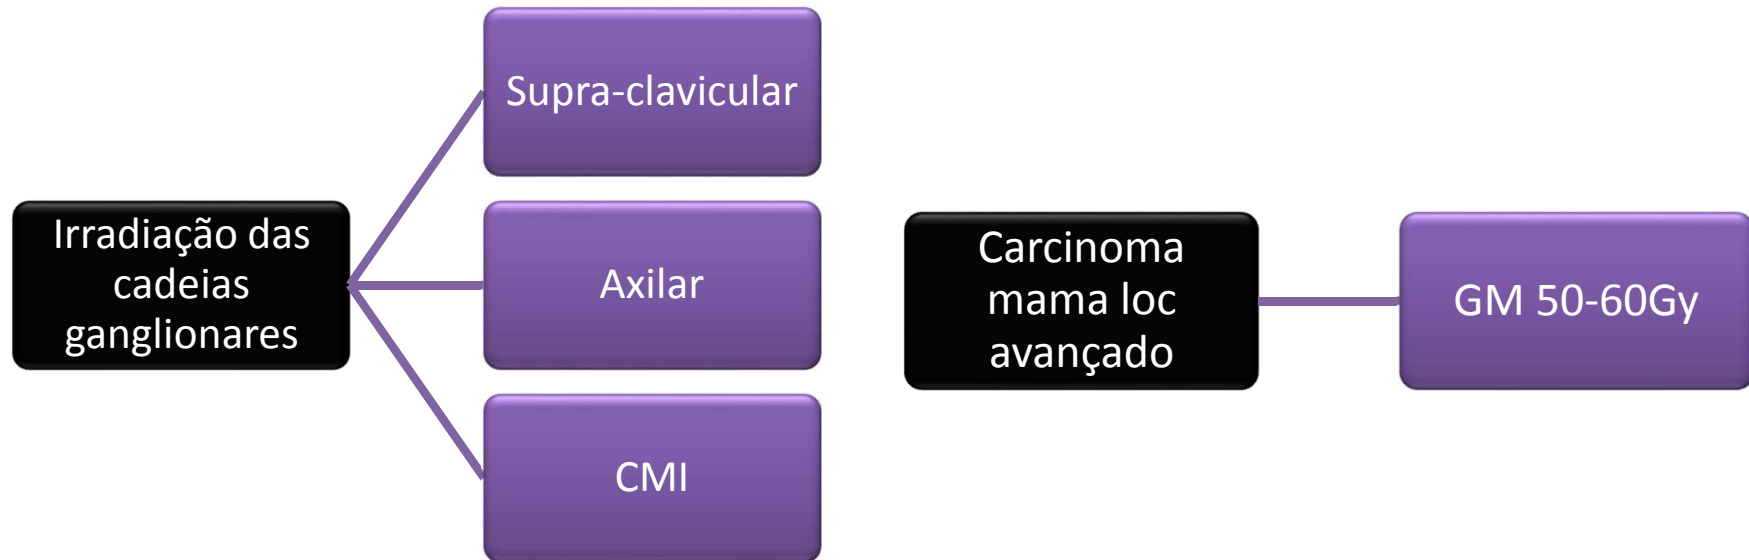 Irradiação das
cadeias
ganglionares
Supra-clavicular
Axilar
CMI
Carcinoma
mama loc
avançado
GM 50-60Gy